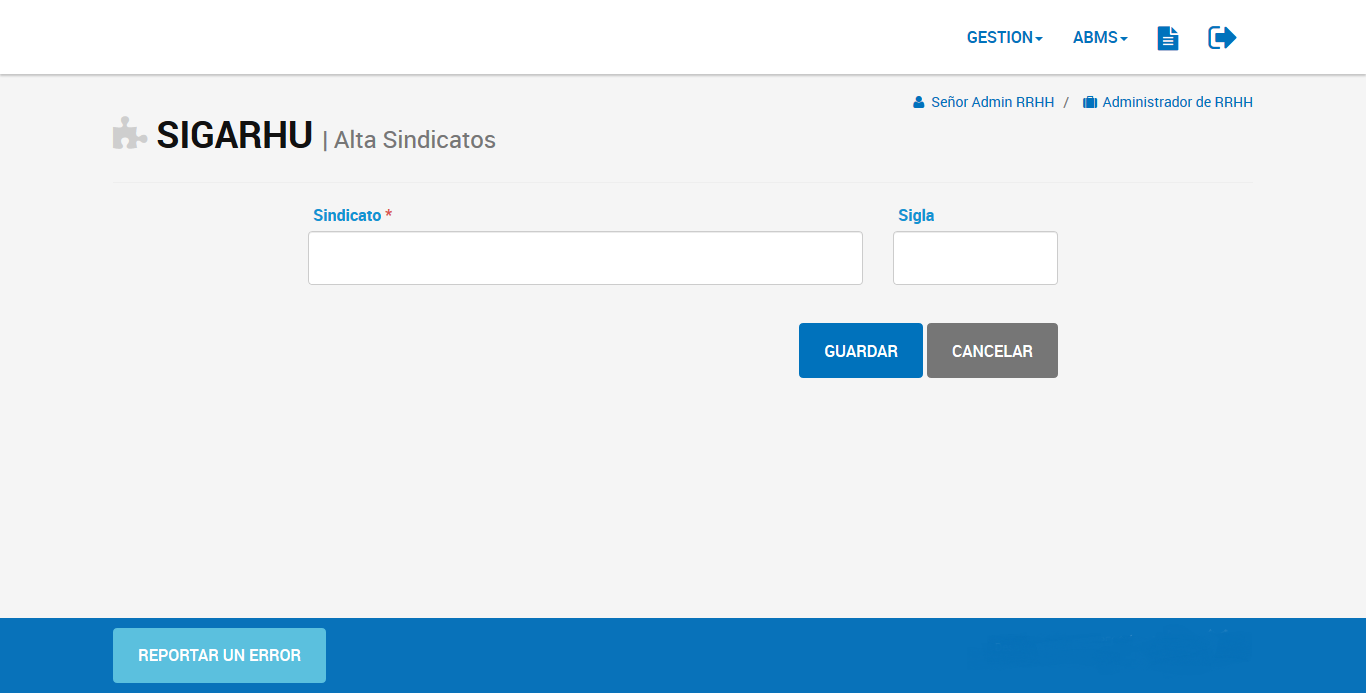 GESTION ABMS
Señor Admin RRHH / Administrador de RRHH
SIGARHU | Alta Sindicatos
Sindicato * Sigla
GUARDAR CANCELAR
REPORTAR UN ERROR